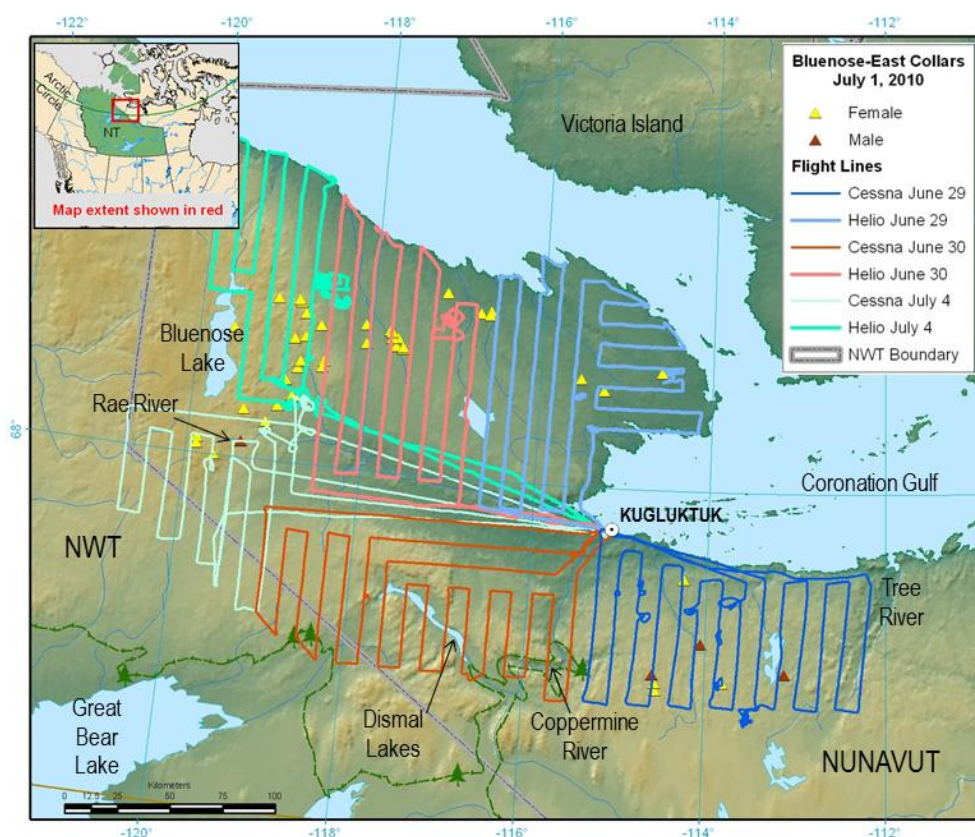 -122
-120
-118
-116
-114
-112
Arctic
Circle
NT
Map extent shown in red
Victoria Island
Bluenose-East Collars
July 1, 2010
Female
Male
Flight Lines
Cessna June 29
Helio June 29
Cessna June 30
Helio June 30
Cessna July 4
Helio July 4
NWT Boundary
Bluenose
Lake
Rae River
68°
Coronation Gulf
KUGLUKTUK
NWT
Tree
River
Great
Bear
Lake
Dismal
Lakes
Coppermine
River
NUNAVUT
Kilometers
0 12.5 25 50 75 100
-120
-118
-116
-114
-112